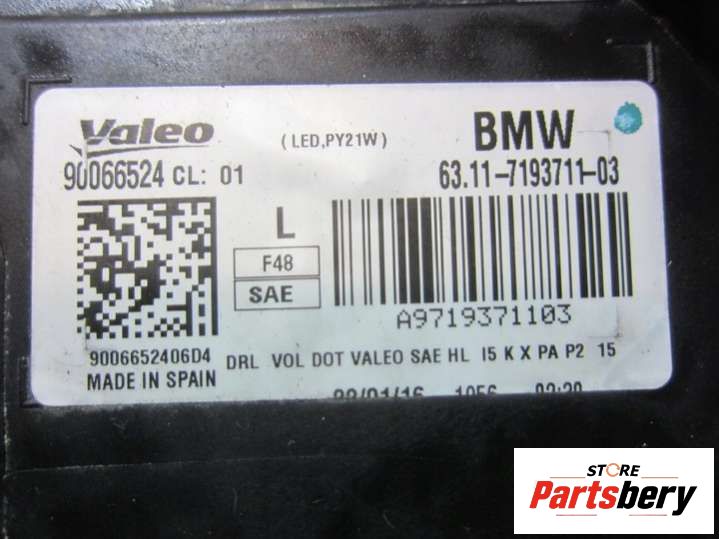 Valeo
(LED,PY21W)
BMW
90066524 CL: 01
63.11-7193711-03
L
F48
SAE
A9719371103
9006652406D4
DRL VOL DOT VALEO SAE HL I5 K X PA P2 15
MADE IN SPAIN
STORE
Partsbery